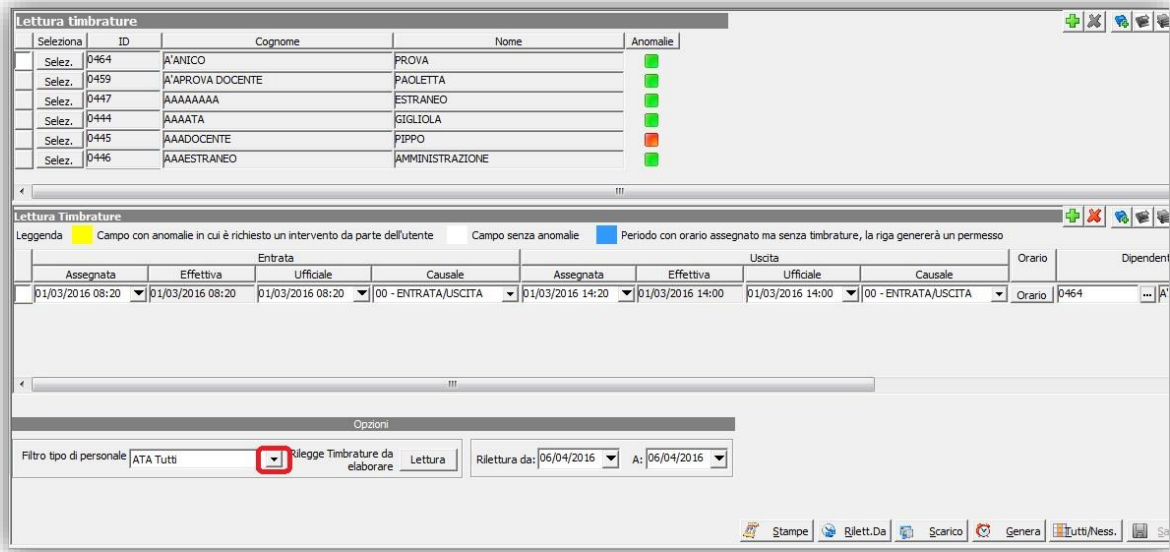 Lettura timbrature
Seleziona ID Cognome Nome Anomalie
Selez. 0464 A'ANICO PROVA
Selez. 0459 A'APROVA DOCENTE PAOLETTA
Selez. 0447 AAAAAAAA ESTRANEO
Selez. 0444 AAAATA GIGLIOLA
Selez. 0445 AAADOCENTE PIPPO
Selez. 0446 AAAESTRANEO AMMINISTRAZIONE
Lettura Timbrature
Leggenda Campo con anomalie in cui è richiesto un intervento da parte dell'utente Campo senza anomalie Periodo con orario assegnato ma senza timbrature, la riga genererà un permesso
Entrata Uscita Orario Dipendent
Assegnata Effettiva Ufficiale Causale Assegnata Effettiva Ufficiale Causale
01/03/2016 08:20 01/03/2016 08:20 01/03/2016 08:20 00 - ENTRATA/USCITA 01/03/2016 14:20 01/03/2016 14:00 01/03/2016 14:00 00 - ENTRATA/USCITA Orario 0464 ... A'
Opzioni
Filtro tipo di personale ATA Tutti Rilegge Timbrature da elaborare Lettura Rilettura da: 06/04/2016 A: 06/04/2016
Stampe Rilett.Da Scarico Genera Tutti/Ness.